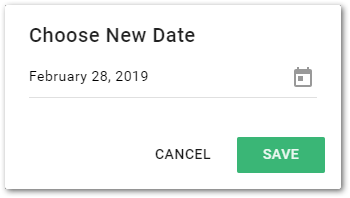 Choose New Date
February 28, 2019
CANCEL
SAVE